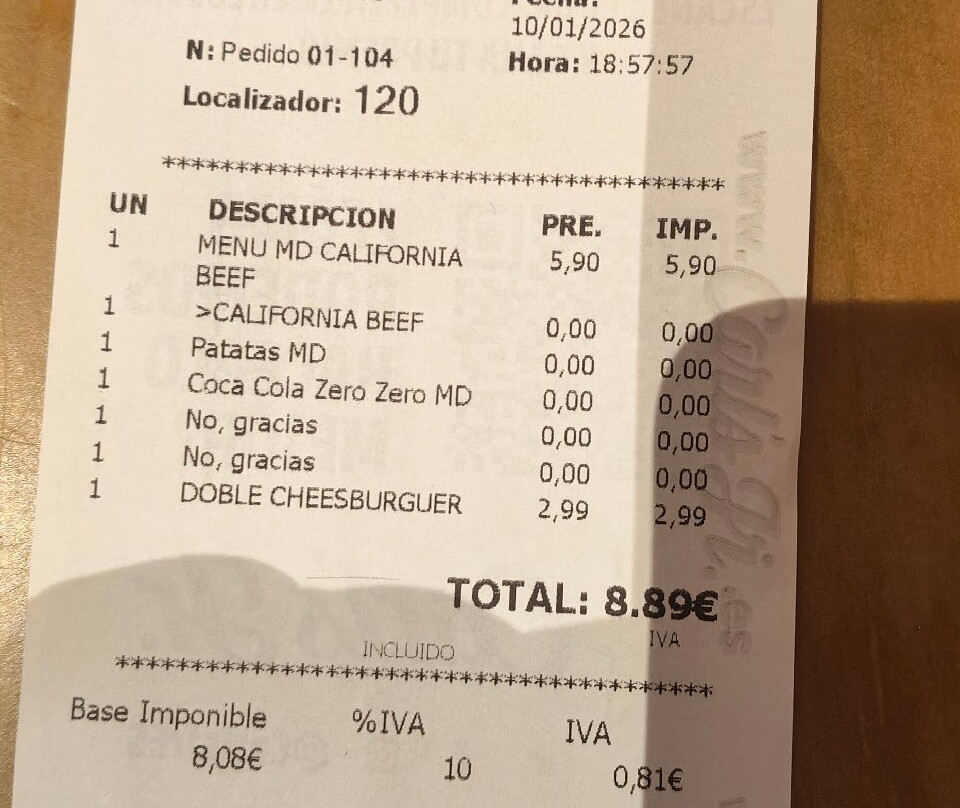 Fecha:
10/01/2026
N: Pedido 01-104
Hora: 18:57:57
Localizador: 120
****************************************
UN DESCRIPCION PRE. IMP.
1 MENU MD CALIFORNIA 5,90 5,90
BEEF
1 >CALIFORNIA BEEF 0,00 0,00
1 Patatas MD 0,00 0,00
1 Coca Cola Zero Zero MD 0,00 0,00
1 No, gracias 0,00 0,00
1 No, gracias 0,00 0,00
1 DOBLE CHEESBURGUER 2,99 2,99
TOTAL: 8.89€
IVA
INCLUIDO
****************************************
Base Imponible %IVA IVA
8,08€ 10 0,81€